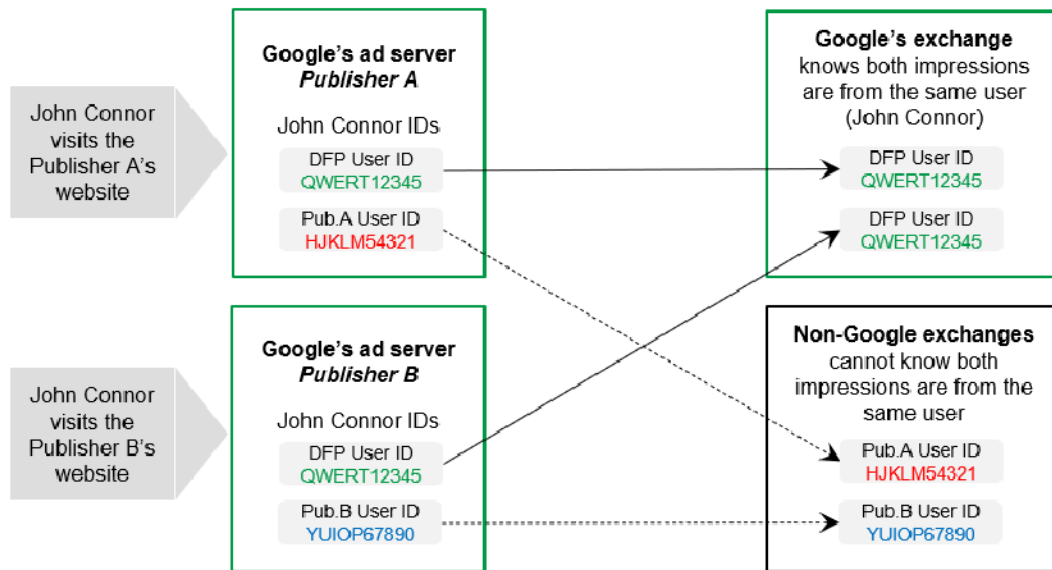 John Connor
visits the
Publisher A's
website
Google's ad server
Publisher A
John Connor IDs
DFP User ID
QWERT12345
Pub.A User ID
HJKLM54321
Google's exchange
knows both impressions
are from the same user
(John Connor)
DFP User ID
QWERT12345
DFP User ID
QWERT12345
John Connor
visits the
Publisher B's
website
Google's ad server
Publisher B
John Connor IDs
DFP User ID
QWERT12345
Pub.B User ID
YUIOP67890
Non-Google exchanges
cannot know both
impressions are from the
same user
Pub.A User ID
HJKLM54321
Pub.B User ID
YUIOP67890